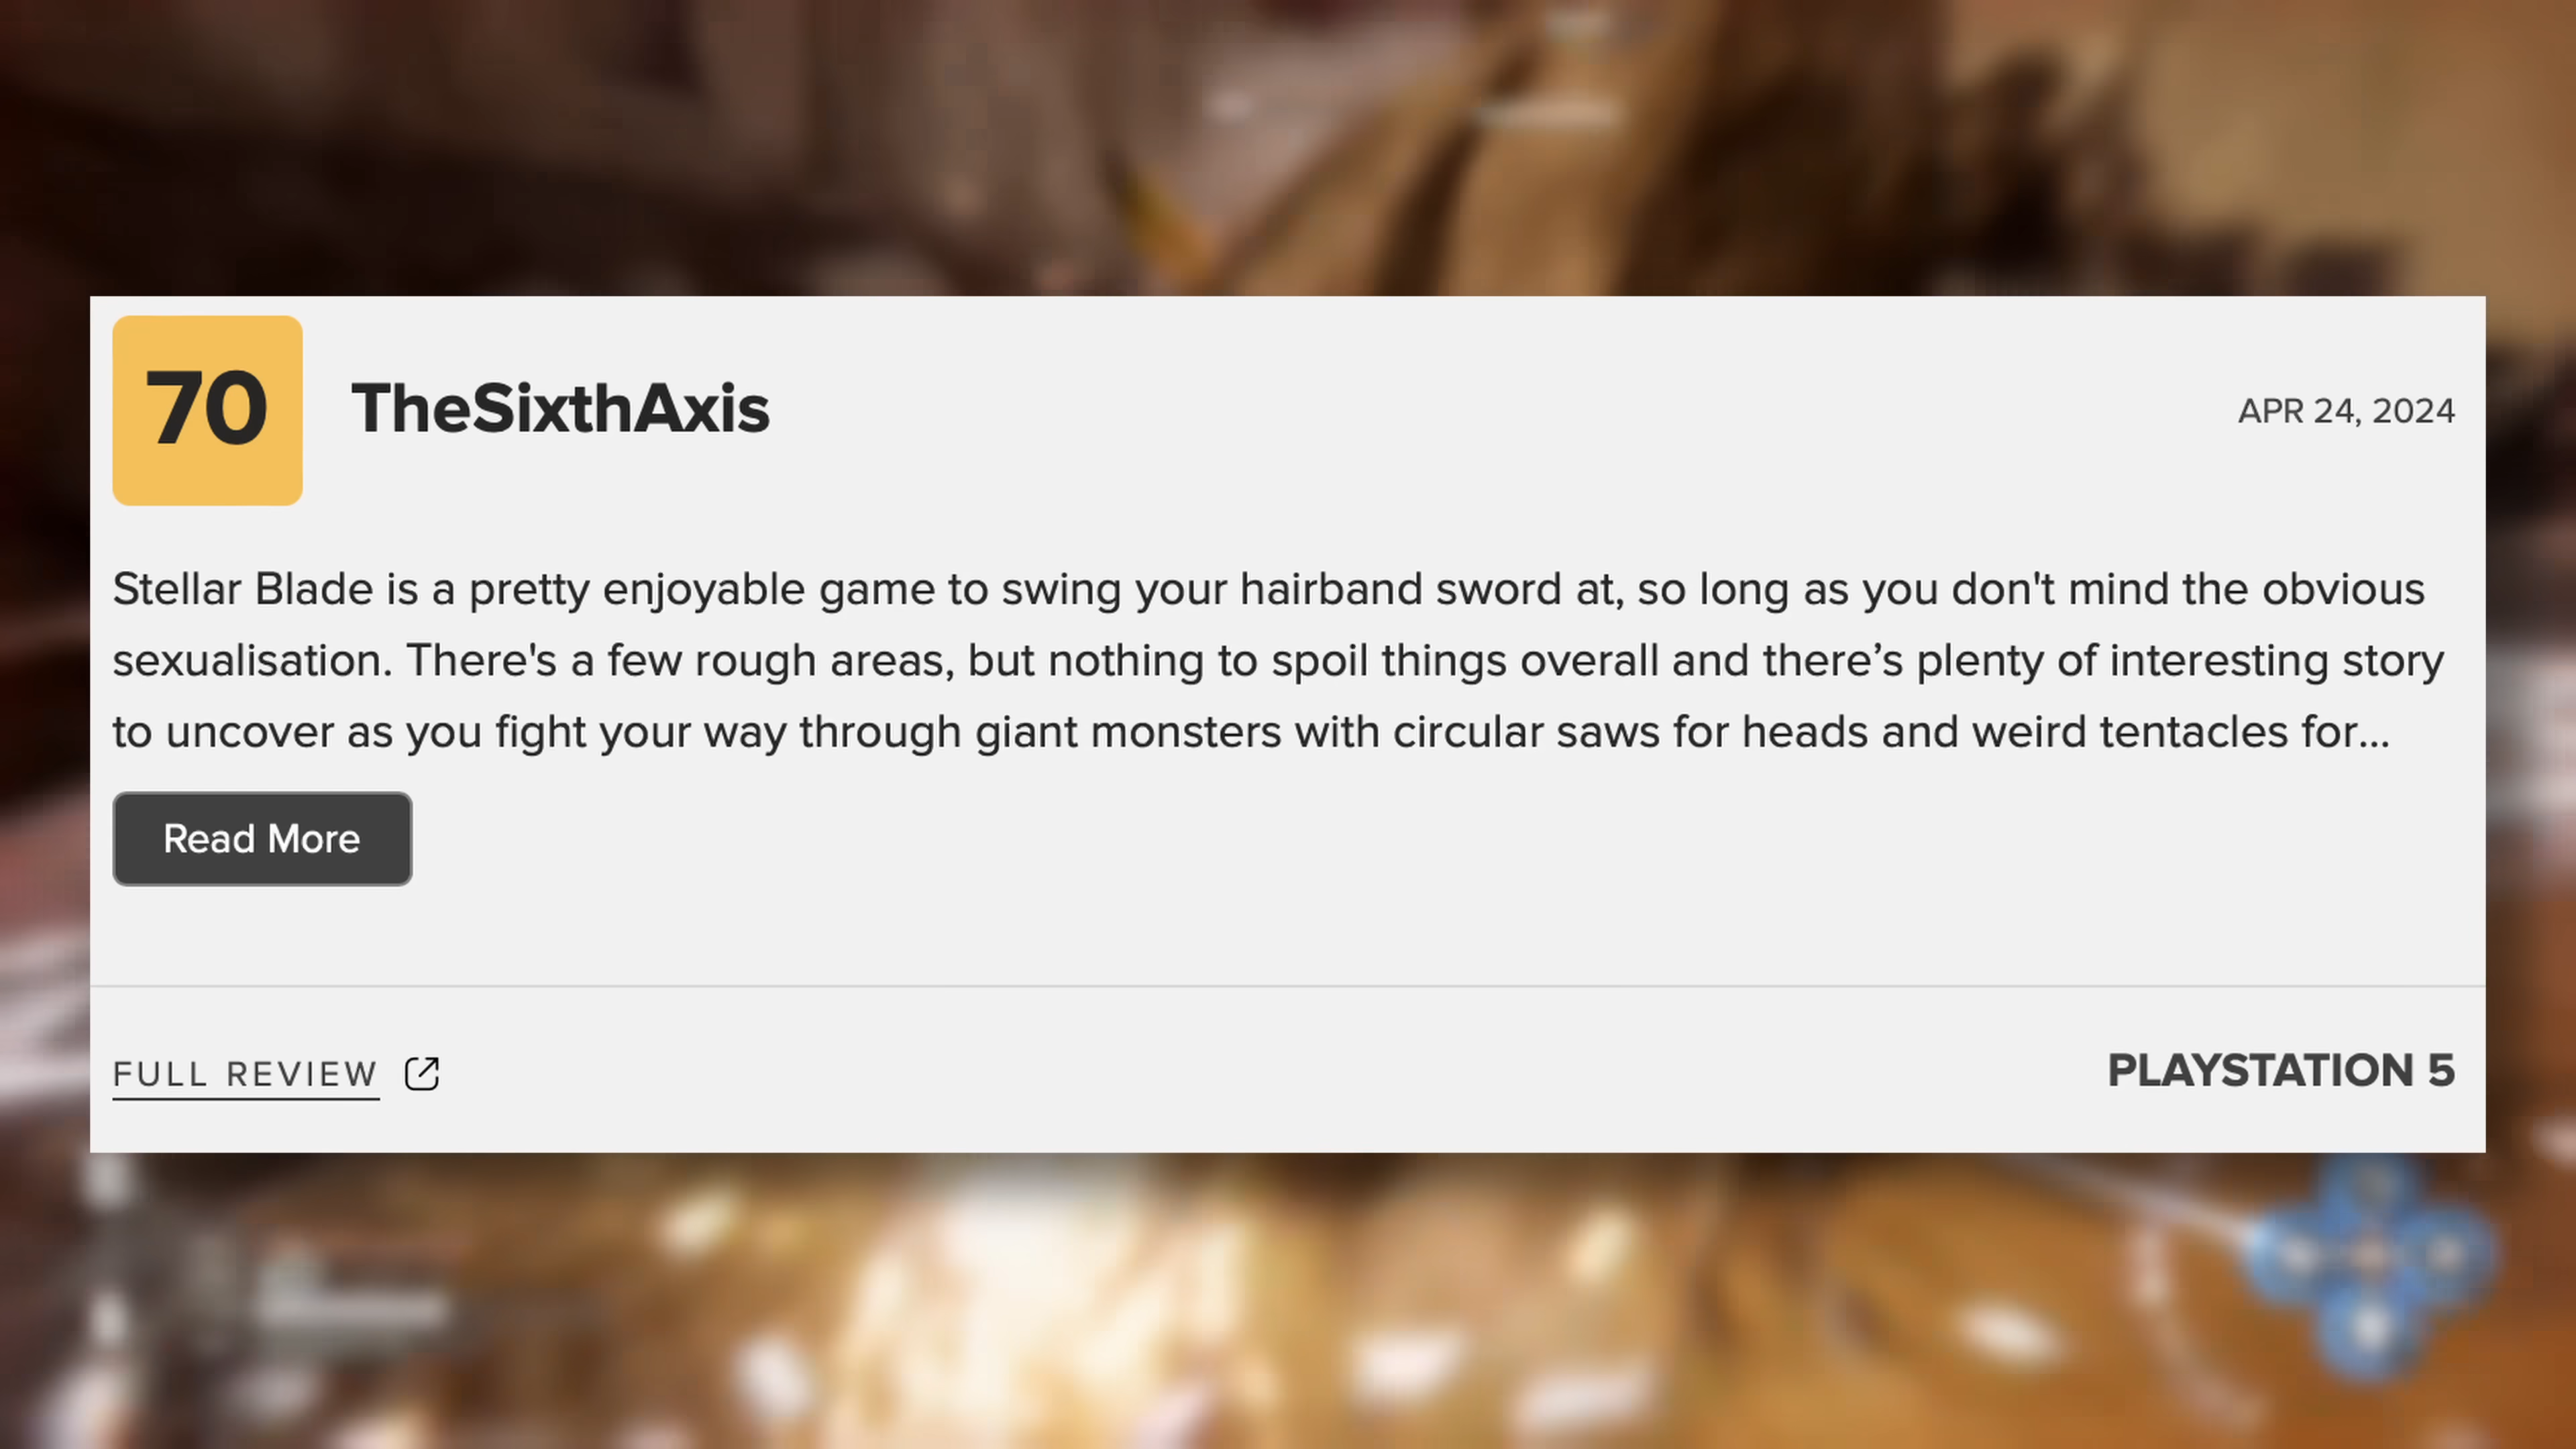 70
TheSixthAxis
APR 24, 2024
Stellar Blade is a pretty enjoyable game to swing your hairband sword at, so long as you don't mind the obvious
sexualisation. There's a few rough areas, but nothing to spoil things overall and there’s plenty of interesting story
to uncover as you fight your way through giant monsters with circular saws for heads and weird tentacles for...
Read More
FULL REVIEW
PLAYSTATION 5